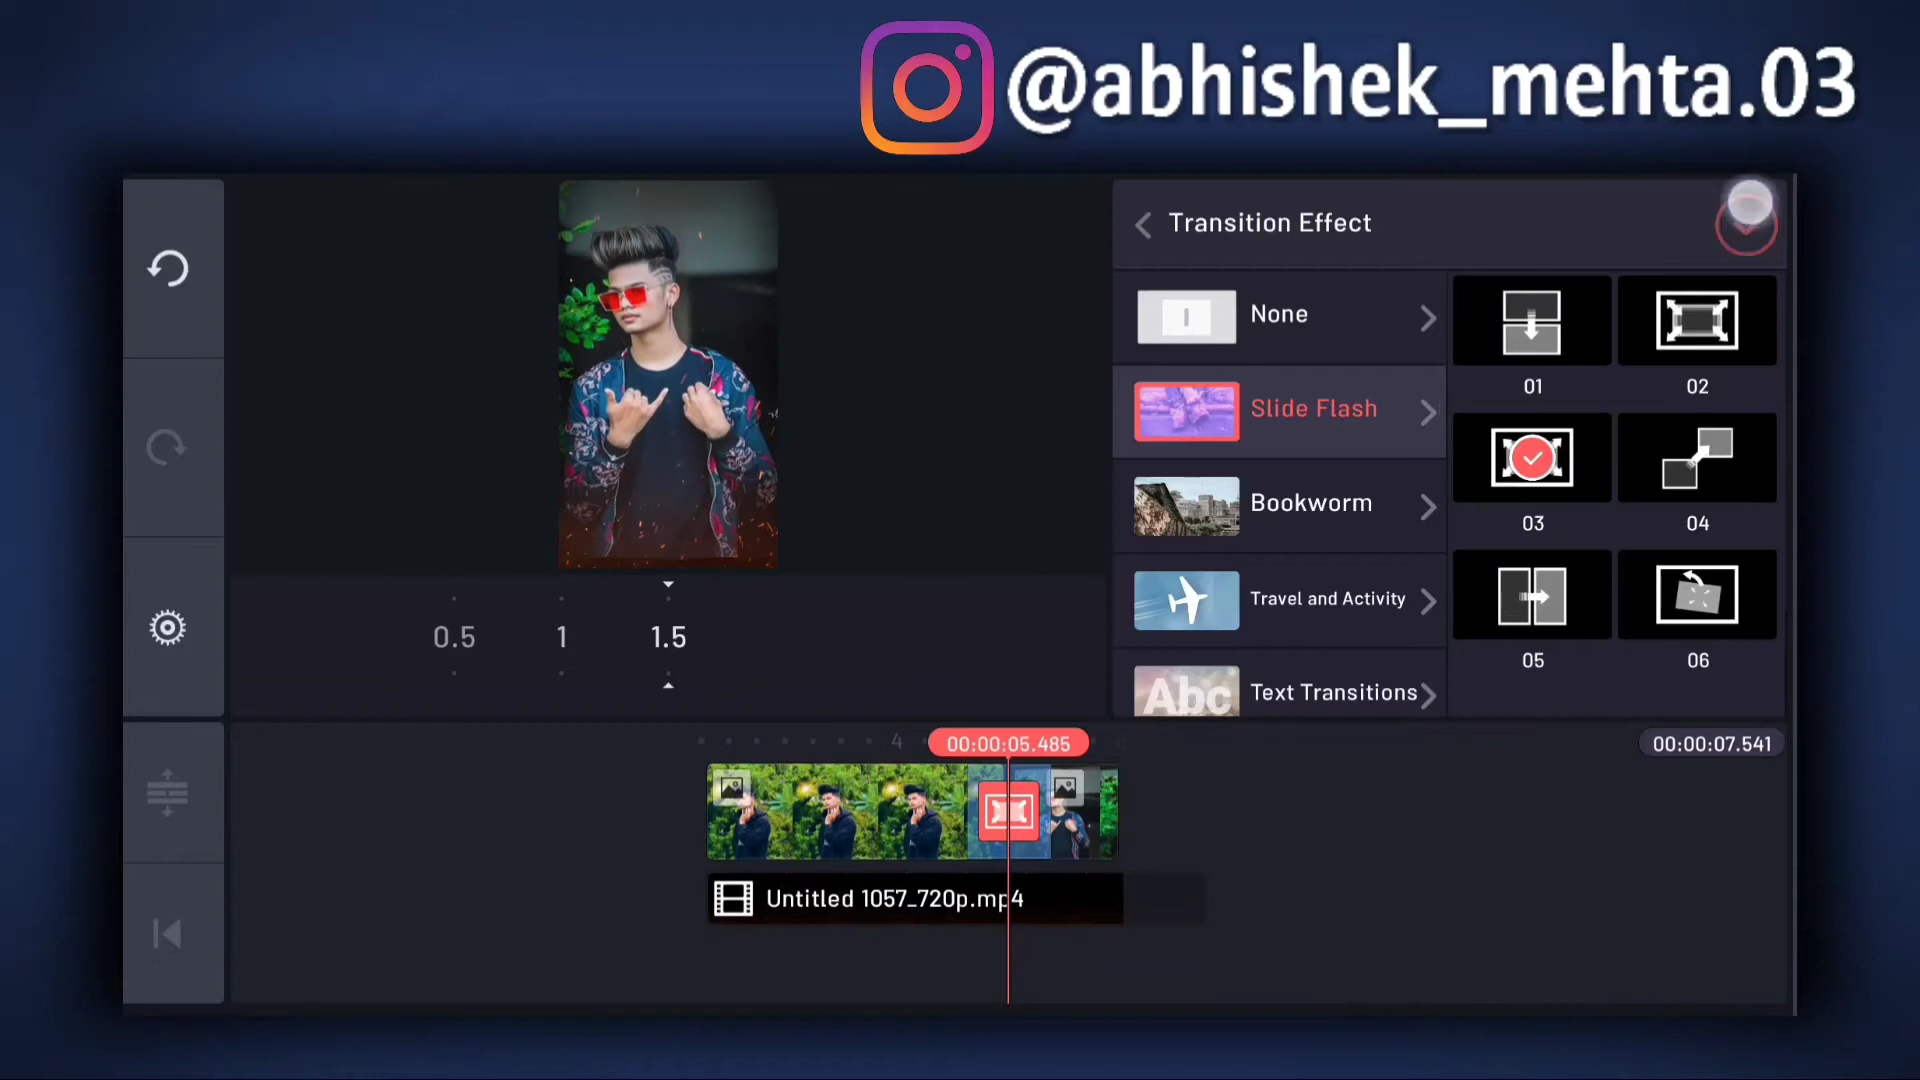 @abhishek_mehta.03
Transition Effect
None
Slide Flash
Bookworm
Travel and Activity
Abc
Text Transitions
01
02
03
04
05
06
0.5
1
1.5
4
00:00:05.485
00:00:07.541
Untitled 1057_720p.mp4